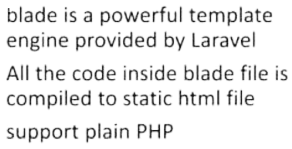 blade is a powerful template
engine provided by Laravel
All the code inside blade file is
compiled to static html file
support plain PHP